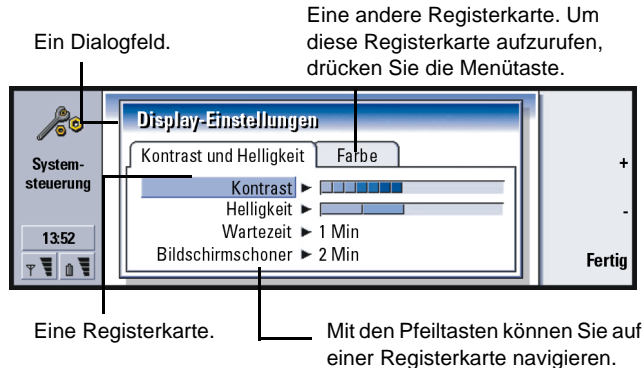 Eine andere Registerkarte. Um
diese Registerkarte aufzurufen,
drücken Sie die Menütaste.
Ein Dialogfeld.
Display-Einstellungen
Kontrast und Helligkeit
Farbe
System-
steuerung
Kontrast
Helligkeit
Wartezeit
1 Min
Bildschirmschoner
2 Min
13:52
+
-
Fertig
Eine Registerkarte.
Mit den Pfeiltasten können Sie auf
einer Registerkarte navigieren.